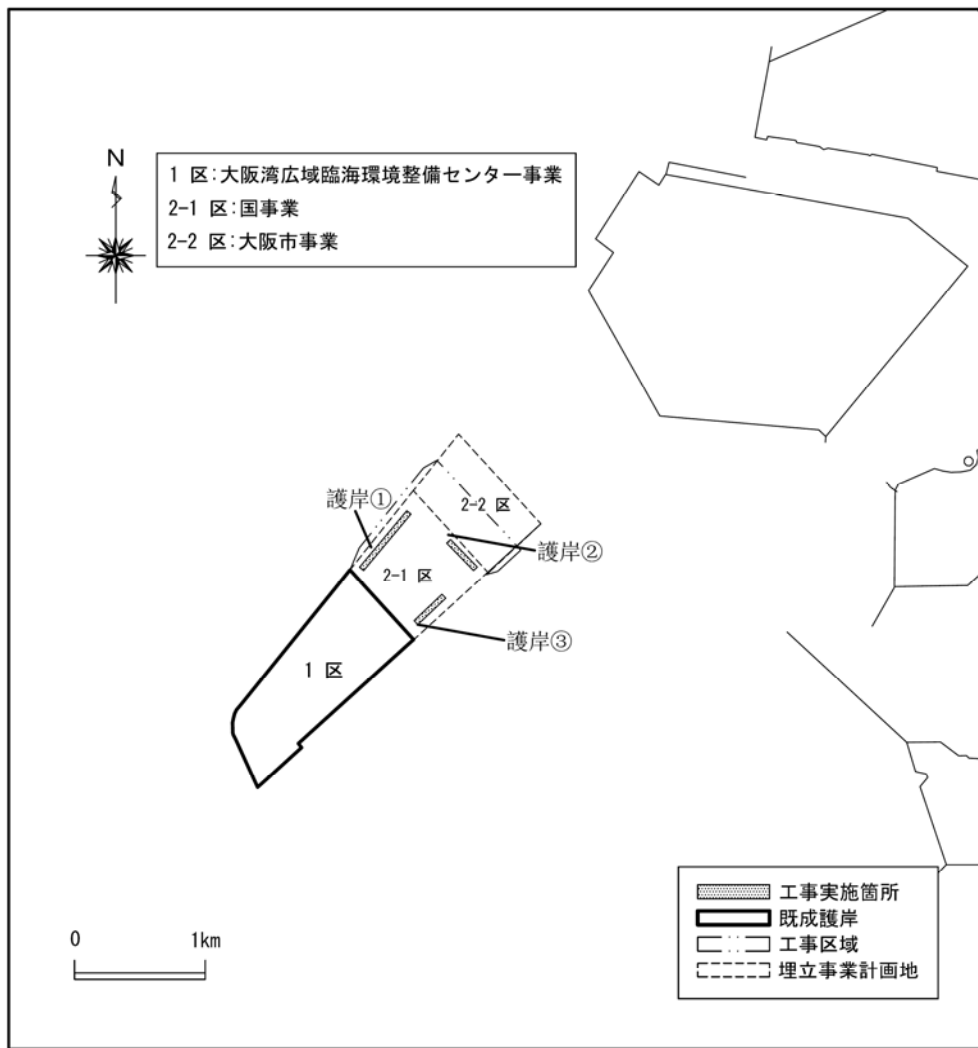 N
1 区:大阪湾広域臨海環境整備センター事業
2-1 区:国事業
2-2 区:大阪市事業
護岸①
2-2 区
護岸②
2-1 区
護岸③
1 区
0 1km
工事実施箇所
既成護岸
工事区域
埋立事業計画地